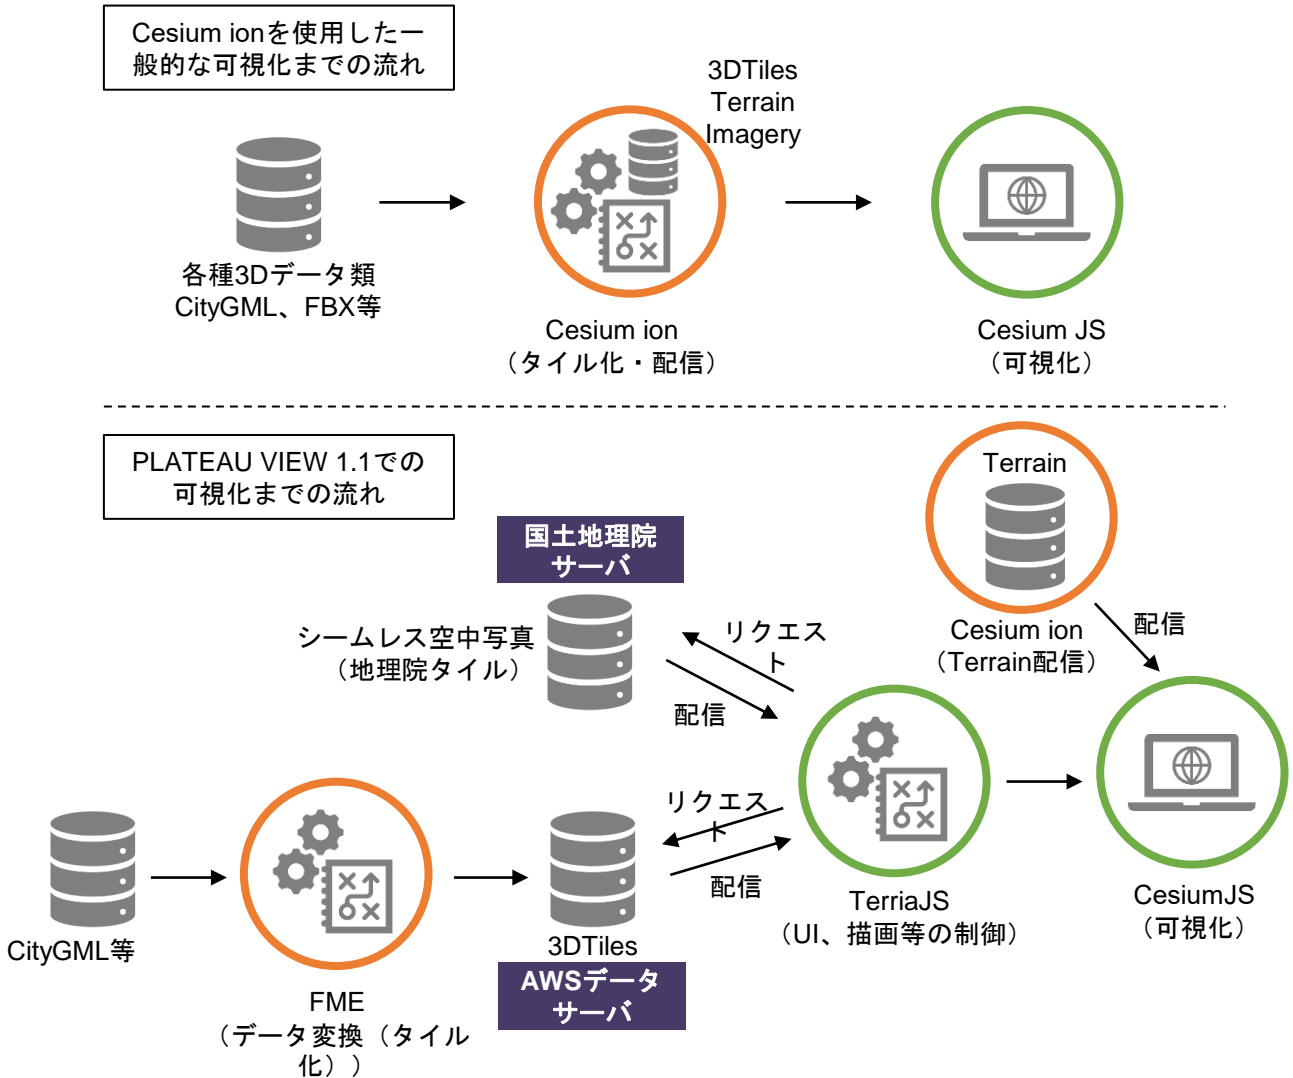 Cesium ionを使用した一
般的な可視化までの流れ
3DTiles
Terrain
Imagery
各種3Dデータ類
CityGML、FBX等
Cesium ion
（タイル化・配信）
Cesium JS
（可視化）
PLATEAU VIEW 1.1での
可視化までの流れ
Terrain
Cesium ion
（Terrain配信）
配信
国土地理院
サーバ
シームレス空中写真
（地理院タイル）
リクエス
ト
配信
リクエス
ト
配信
CityGML等
FME
（データ変換（タイル
化））
3DTiles
AWSデータ
サーバ
TerriaJS
（UI、描画等の制御）
CesiumJS
（可視化）